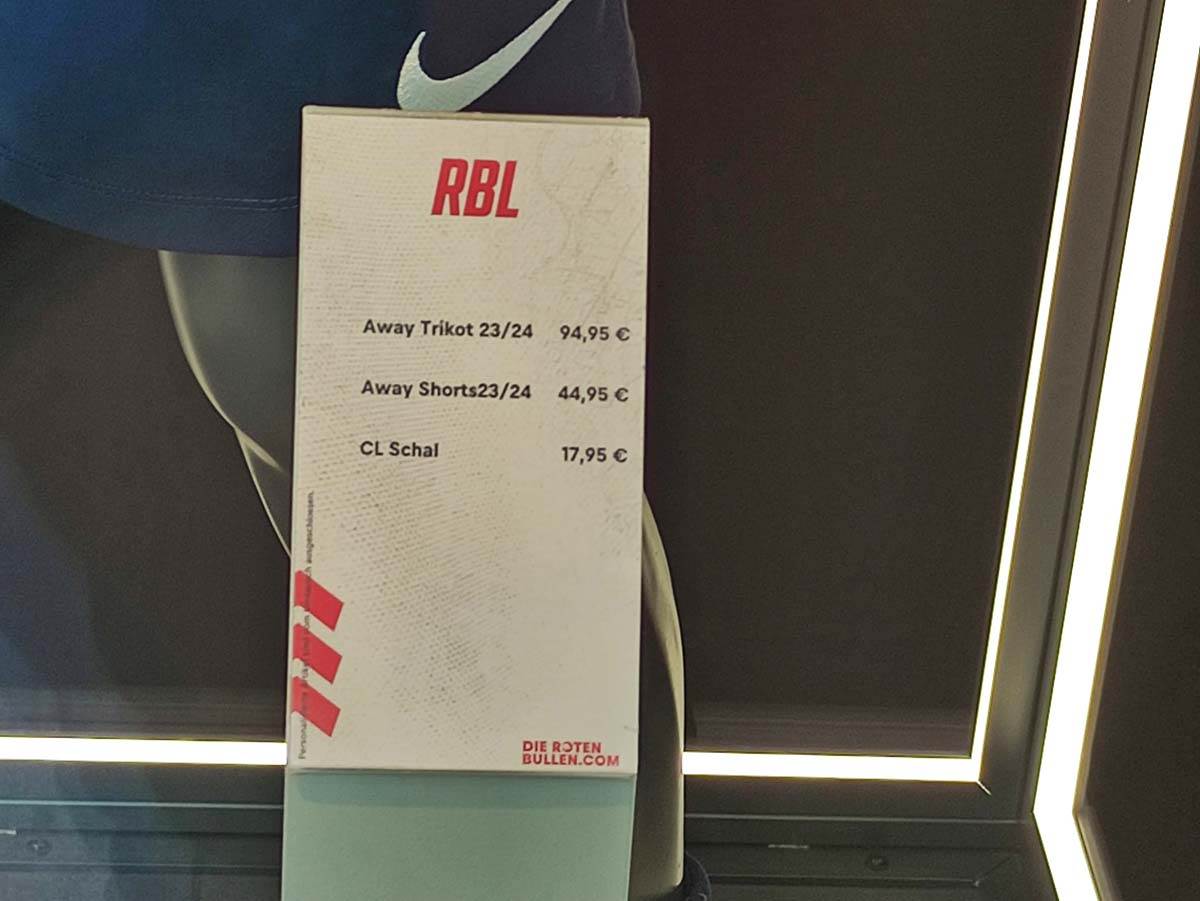 RBL
Away Trikot 23/24 94,95 €
Away Shorts23/24 44,95 €
CL Schal 17,95 €
ausgeschlossen.
DIE ROTEN
BULLEN.COM